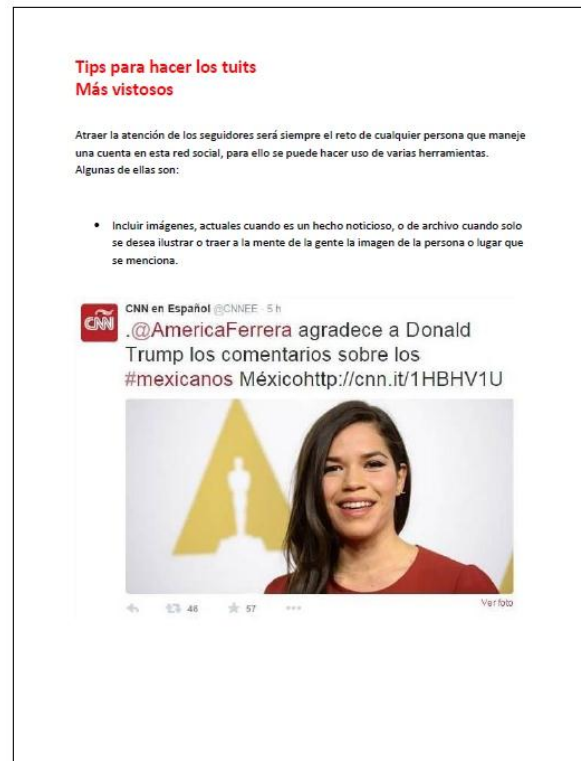 Tips para hacer los tuits
Más vistosos
Atraer la atención de los seguidores será siempre el reto de cualquier persona que maneje
una cuenta en esta red social, para ello se puede hacer uso de varias herramientas.
Algunas de ellas son:
• Incluir imágenes, actuales cuando es un hecho noticioso, o de archivo cuando solo
se desea ilustrar o traer a la mente de la gente la imagen de la persona o lugar que
se menciona.
CNN
CNN en Español @CNNEE · 5 h
.@AmericaFerrera agradece a Donald
Trump los comentarios sobre los
#mexicanos Méxicohttp://cnn.it/1HBHV1U
46 57
Ver foto